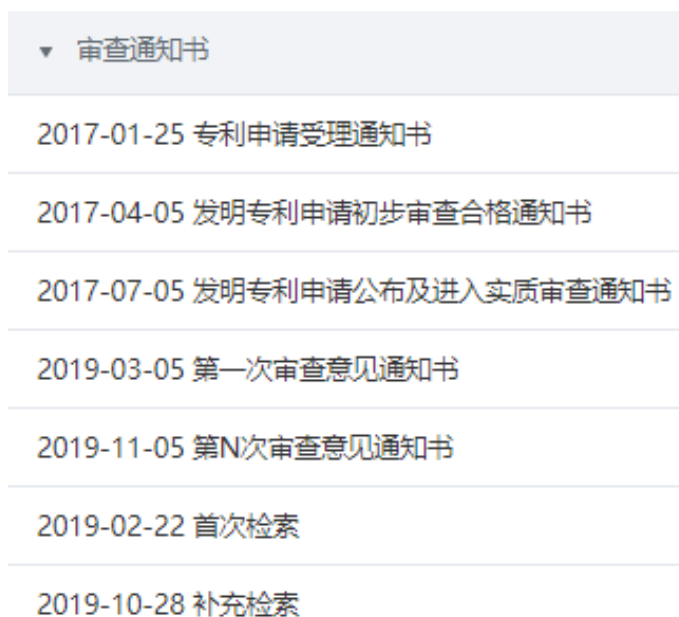 审查通知书
2017-01-25 专利申请受理通知书
2017-04-05 发明专利申请初步审查合格通知书
2017-07-05 发明专利申请公布及进入实质审查通知书
2019-03-05 第一次审查意见通知书
2019-11-05 第N次审查意见通知书
2019-02-22 首次检索
2019-10-28 补充检索